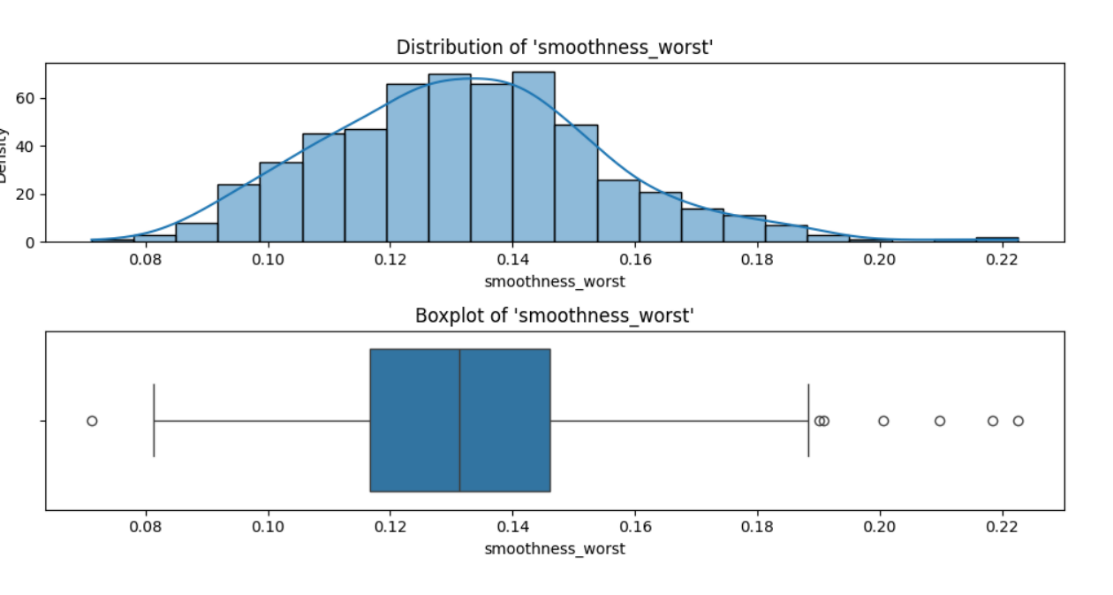 Distribution of 'smoothness_worst'
Density
60
40
20
0
0.08 0.10 0.12 0.14 0.16 0.18 0.20 0.22
smoothness_worst
Boxplot of 'smoothness_worst'
0.08 0.10 0.12 0.14 0.16 0.18 0.20 0.22
smoothness_worst